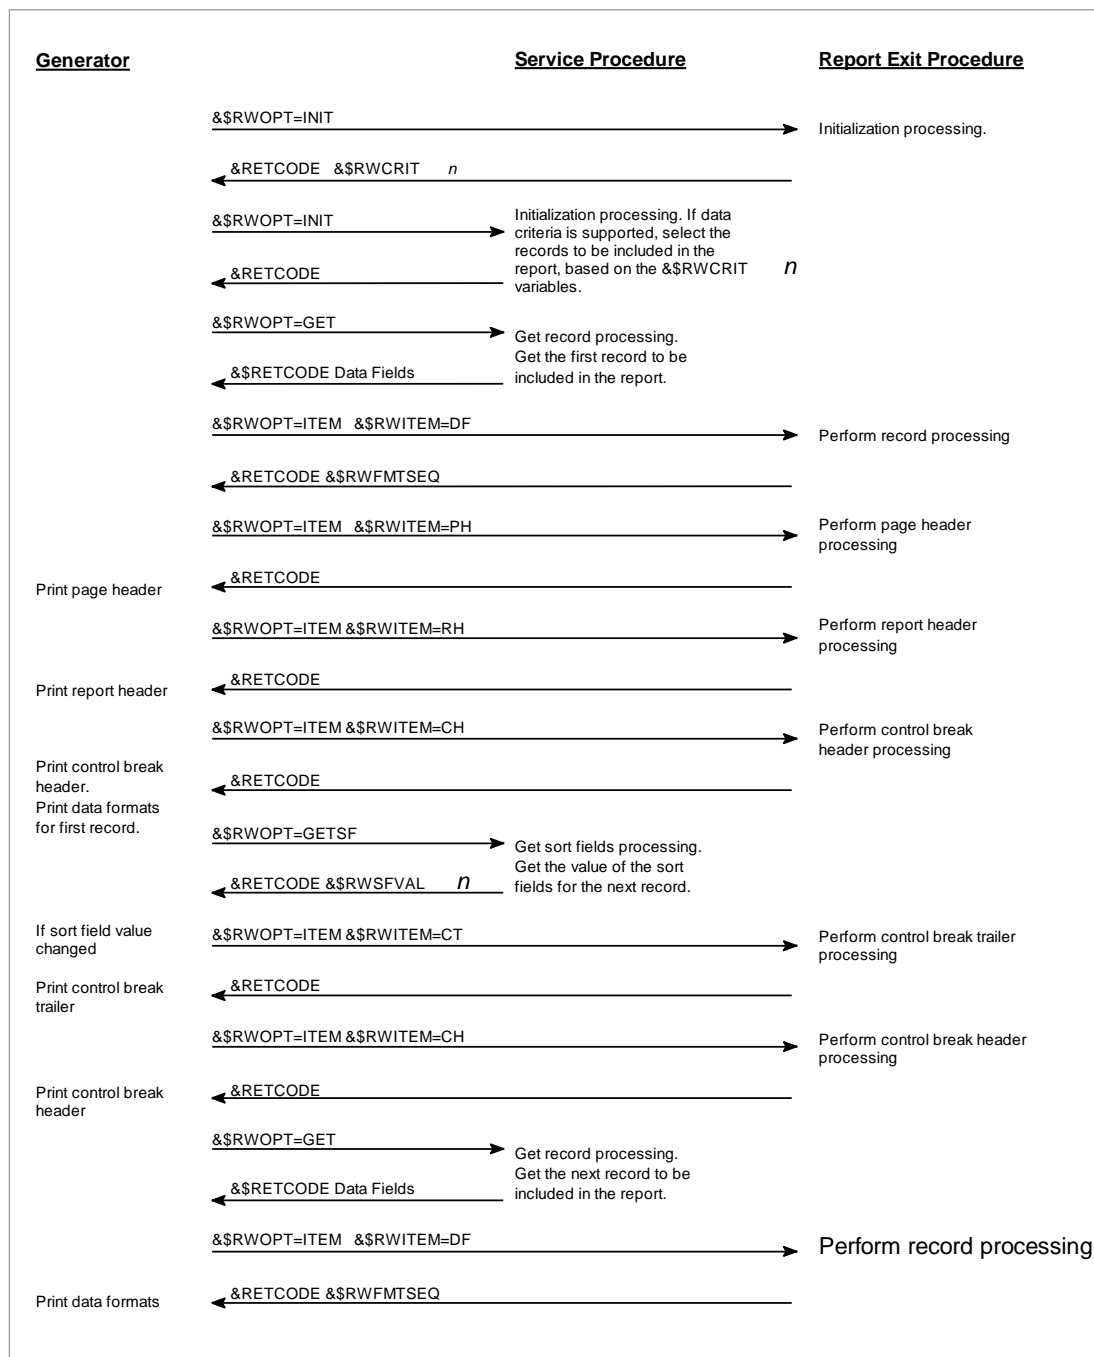 Generator
Service Procedure
Report Exit Procedure
&$RWOPT=INIT
Initialization processing.
&RETCODE &$RWCRIT n
&$RWOPT=INIT
Initialization processing. If data
criteria is supported, select the
records to be included in the
report, based on the &$RWCRIT n
variables.
&RETCODE
&$RWOPT=GET
Get record processing.
Get the first record to be
included in the report.
&$RETCODE Data Fields
&$RWOPT=ITEM &$RWITEM=DF
Perform record processing
&RETCODE &$RWFMTSEQ
&$RWOPT=ITEM &$RWITEM=PH
Perform page header
processing
&RETCODE
Print page header
&$RWOPT=ITEM &$RWITEM=RH
Perform report header
processing
&RETCODE
Print report header
&$RWOPT=ITEM &$RWITEM=CH
Perform control break
header processing
&RETCODE
Print control break
header.
Print data formats
for first record.
&$RWOPT=GETSF
Get sort fields processing.
Get the value of the sort
fields for the next record.
&RETCODE &$RWSFVAL n
If sort field value
changed
&$RWOPT=ITEM &$RWITEM=CT
Perform control break trailer
processing
&RETCODE
Print control break
trailer
&$RWOPT=ITEM &$RWITEM=CH
Perform control break header
processing
&RETCODE
Print control break
header
&$RWOPT=GET
Get record processing.
Get the next record to be
included in the report.
&$RETCODE Data Fields
&$RWOPT=ITEM &$RWITEM=DF
Perform record processing
&RETCODE &$RWFMTSEQ
Print data formats